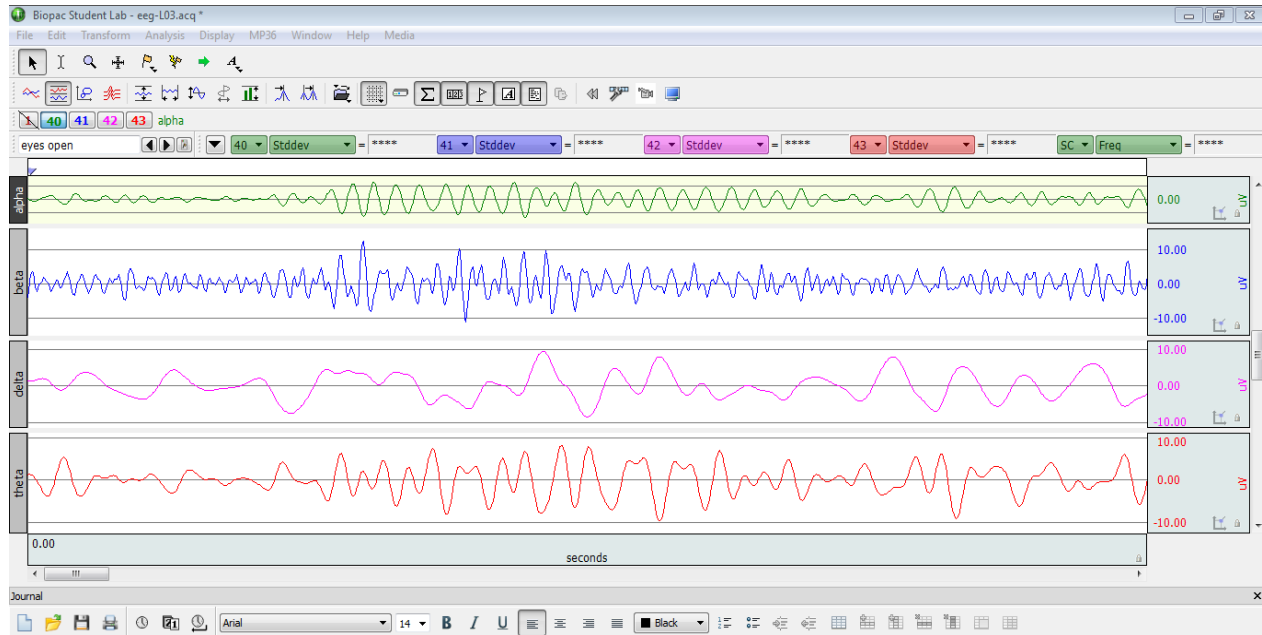 Biopac Student Lab - eeg-L03.acq *
File Edit Transform Analysis Display MP36 Window Help Media
1 40 41 42 43 alpha
eyes open 40 Stddev = **** 41 Stddev = **** 42 Stddev = **** 43 Stddev = **** SC Freq = ****
alpha
0.00
uV
beta
10.00
0.00
-10.00
uV
delta
10.00
0.00
-10.00
uV
theta
10.00
0.00
-10.00
uV
0.00
seconds
Journal
Arial 14 B I U Black